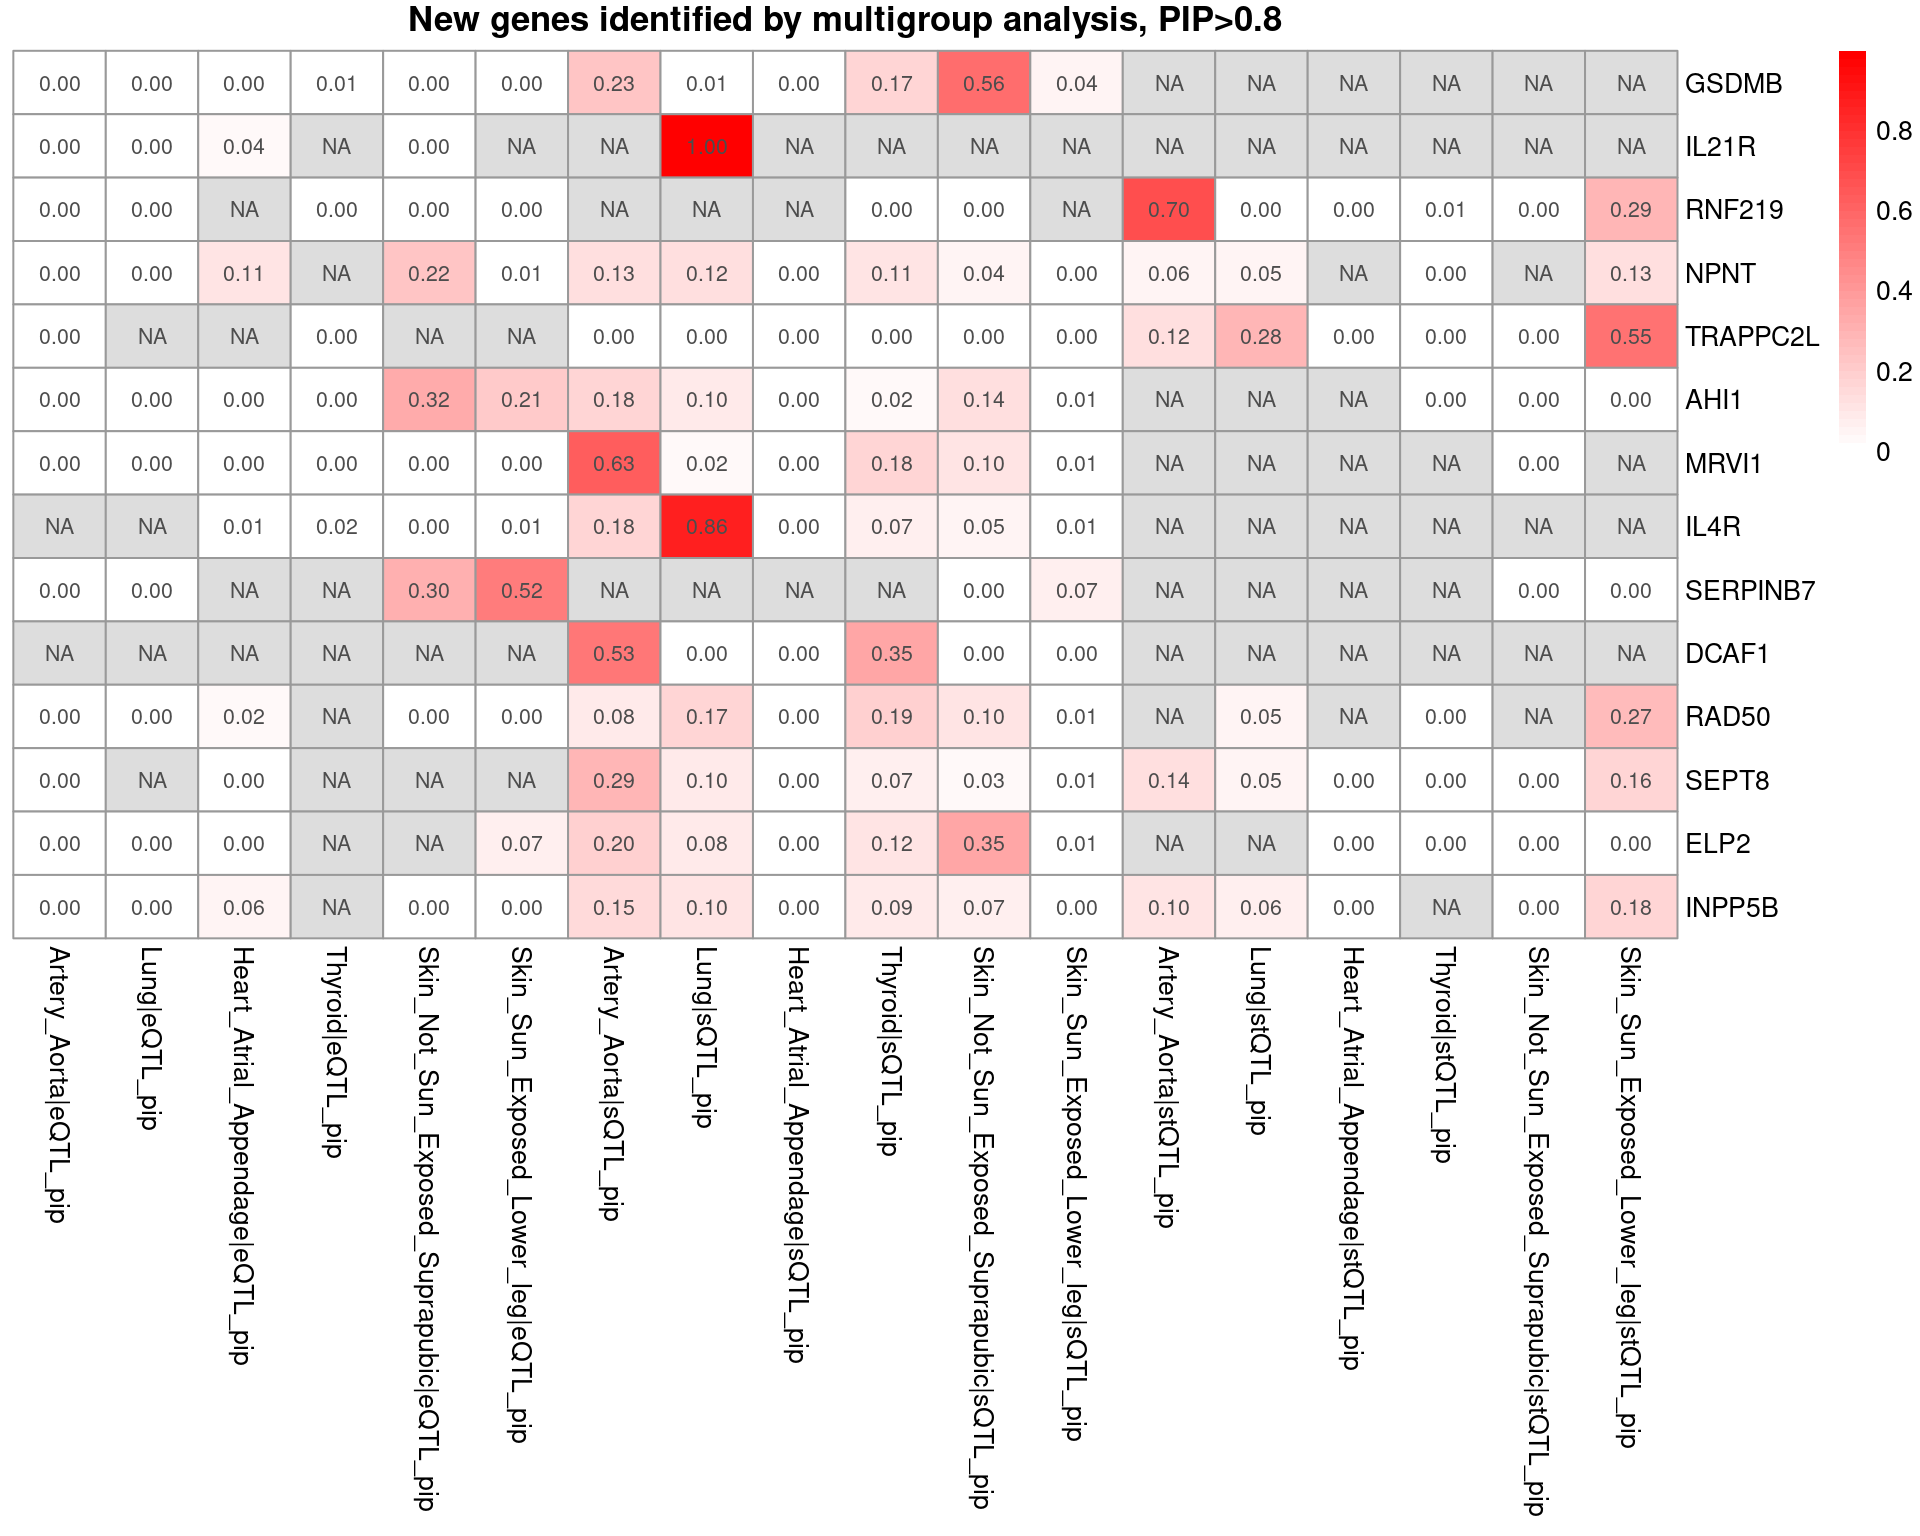 New genes identified by multigroup analysis, PIP>0.8
0.00 0.00 0.00 0.01 0.00 0.00 0.23 0.01 0.00 0.17 0.56 0.04 NA NA NA NA NA NA GSDMB
0.00 0.00 0.04 NA 0.00 NA NA 1.00 NA NA NA NA NA NA NA NA NA NA IL21R
0.00 0.00 NA 0.00 0.00 0.00 NA NA NA 0.00 0.00 NA 0.70 0.00 0.00 0.01 0.00 0.29 RNF219
0.00 0.00 0.11 NA 0.22 0.01 0.13 0.12 0.00 0.11 0.04 0.00 0.06 0.05 NA 0.00 NA 0.13 NPNT
0.00 NA NA 0.00 NA NA 0.00 0.00 0.00 0.00 0.00 0.00 0.12 0.28 0.00 0.00 0.00 0.55 TRAPPC2L
0.00 0.00 0.00 0.00 0.32 0.21 0.18 0.10 0.00 0.02 0.14 0.01 NA NA NA 0.00 0.00 0.00 AHI1
0.00 0.00 0.00 0.00 0.00 0.00 0.63 0.02 0.00 0.18 0.10 0.01 NA NA NA NA 0.00 NA MRVI1
NA NA 0.01 0.02 0.00 0.01 0.18 0.86 0.00 0.07 0.05 0.01 NA NA NA NA NA NA IL4R
0.00 0.00 NA NA 0.30 0.52 NA NA NA NA 0.00 0.07 NA NA NA NA 0.00 0.00 SERPINB7
NA NA NA NA NA NA 0.53 0.00 0.00 0.35 0.00 0.00 NA NA NA NA NA NA DCAF1
0.00 0.00 0.02 NA 0.00 0.00 0.08 0.17 0.00 0.19 0.10 0.01 NA 0.05 NA 0.00 NA 0.27 RAD50
0.00 NA 0.00 NA NA NA 0.29 0.10 0.00 0.07 0.03 0.01 0.14 0.05 0.00 0.00 0.00 0.16 SEPT8
0.00 0.00 0.00 NA NA 0.07 0.20 0.08 0.00 0.12 0.35 0.01 NA NA 0.00 0.00 0.00 0.00 ELP2
0.00 0.00 0.06 NA 0.00 0.00 0.15 0.10 0.00 0.09 0.07 0.00 0.10 0.06 0.00 NA 0.00 0.18 INPP5B
Artery_Aorta|eQTL_pip
Lung|eQTL_pip
Heart_Atrial_Appendage|eQTL_pip
Thyroid|eQTL_pip
Skin_Not_Sun_Exposed_Suprapubic|eQTL_pip
Skin_Sun_Exposed_Lower_leg|eQTL_pip
Artery_Aorta|sQTL_pip
Lung|sQTL_pip
Heart_Atrial_Appendage|sQTL_pip
Thyroid|sQTL_pip
Skin_Not_Sun_Exposed_Suprapubic|sQTL_pip
Skin_Sun_Exposed_Lower_leg|sQTL_pip
Artery_Aorta|stQTL_pip
Lung|stQTL_pip
Heart_Atrial_Appendage|stQTL_pip
Thyroid|stQTL_pip
Skin_Not_Sun_Exposed_Suprapubic|stQTL_pip
Skin_Sun_Exposed_Lower_leg|stQTL_pip
0.8
0.6
0.4
0.2
0